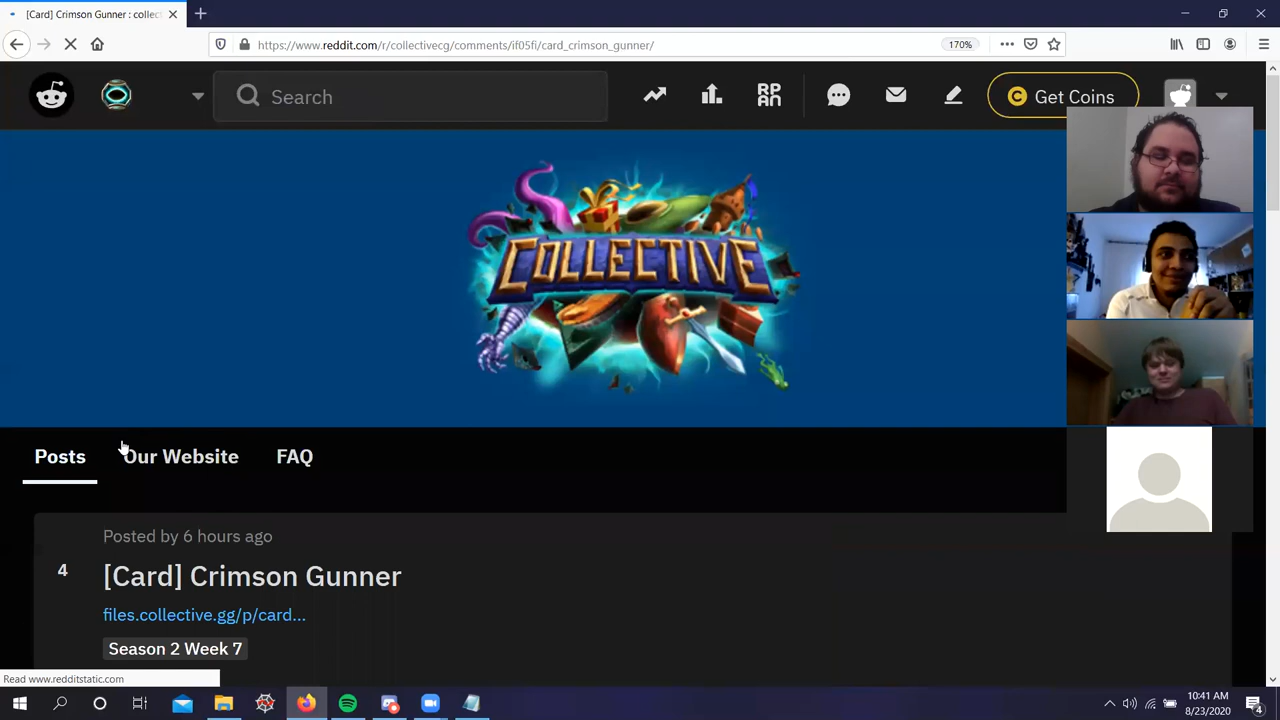 [Card] Crimson Gunner : collec
https://www.reddit.com/r/collectivecg/comments/if05fi/card_crimson_gunner/
170%
Search
RPAN
Get Coins
COLLECTIVE
Posts
Our Website
FAQ
Posted by 6 hours ago
4
[Card] Crimson Gunner
files.collective.gg/p/card...
Season 2 Week 7
Read www.redditstatic.com
10:41 AM
8/23/2020
4